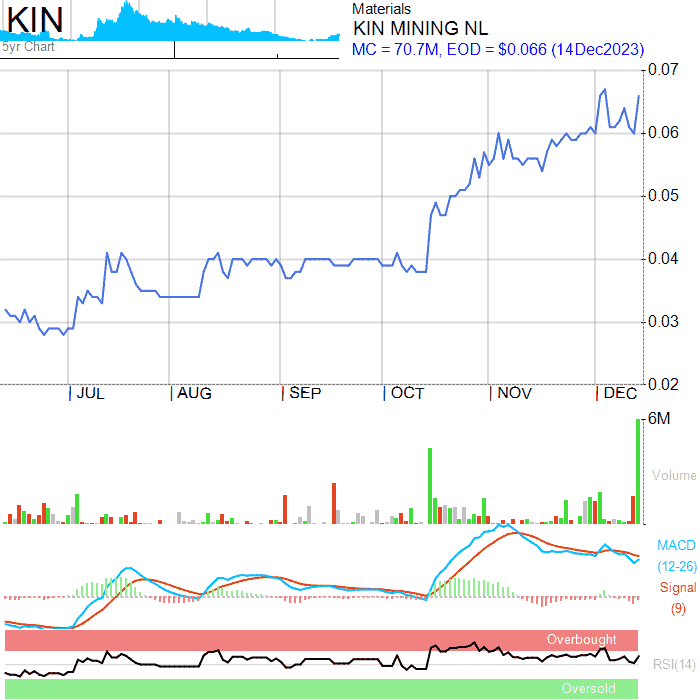 KIN
5yr Chart
Materials
KIN MINING NL
MC = 70.7M, EOD = $0.066 (14Dec2023)
0.07
0.06
0.05
0.04
0.03
0.02
JUL AUG SEP OCT NOV DEC
6M
Volume
MACD
(12-26)
Signal
(9)
Overbought
RSI(14)
Oversold